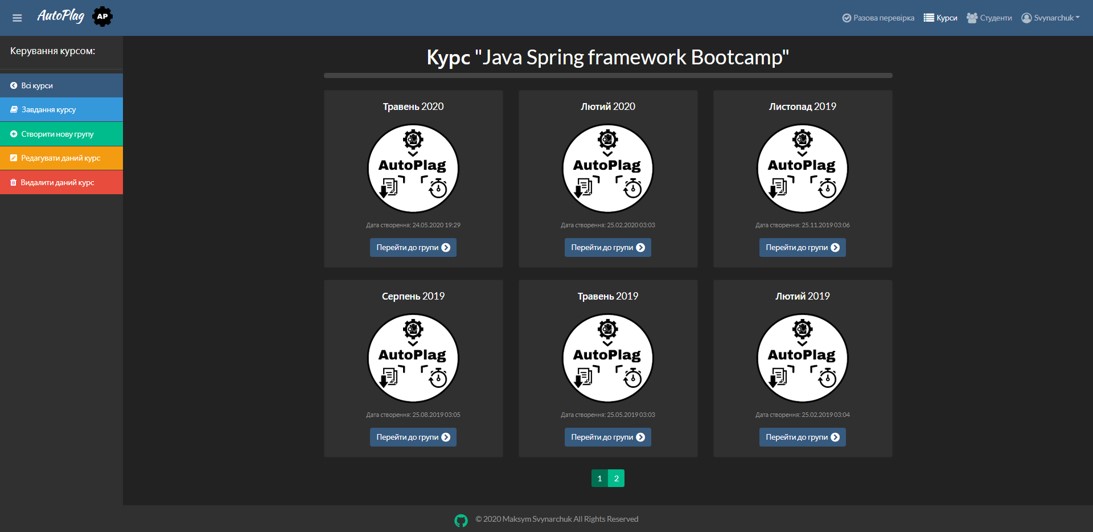 AutoPlag AP
Разова перевірка Курси Студенти Svynarchuk
Керування курсом:
Всі курси
Завдання курсу
Створити нову групу
Редагувати даний курс
Видалити даний курс
Курс "Java Spring framework Bootcamp"
Травень 2020
AutoPlag
Дата створення: 24.05.2020 19:29
Перейти до групи
Лютий 2020
AutoPlag
Дата створення: 25.02.2020 03:03
Перейти до групи
Листопад 2019
AutoPlag
Дата створення: 25.11.2019 03:06
Перейти до групи
Серпень 2019
AutoPlag
Дата створення: 25.08.2019 03:05
Перейти до групи
Травень 2019
AutoPlag
Дата створення: 25.05.2019 03:03
Перейти до групи
Лютий 2019
AutoPlag
Дата створення: 25.02.2019 03:04
Перейти до групи
1 2
© 2020 Maksym Svynarchuk All Rights Reserved